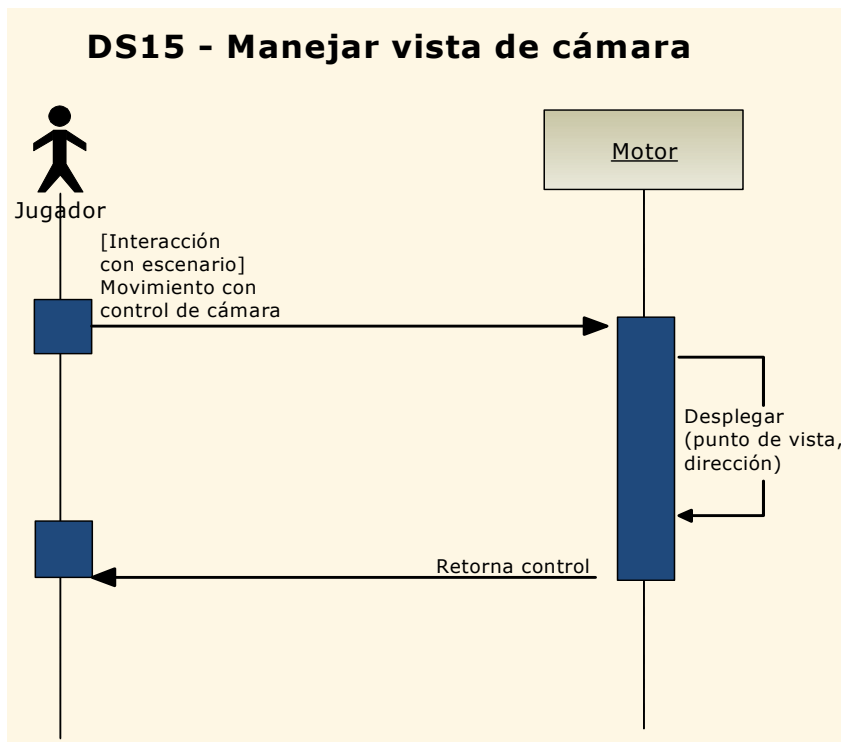 DS15 - Manejar vista de cámara
Motor
Jugador
[Interacción
con escenario]
Movimiento con
control de cámara
Desplegar
(punto de vista,
dirección)
Retorna control